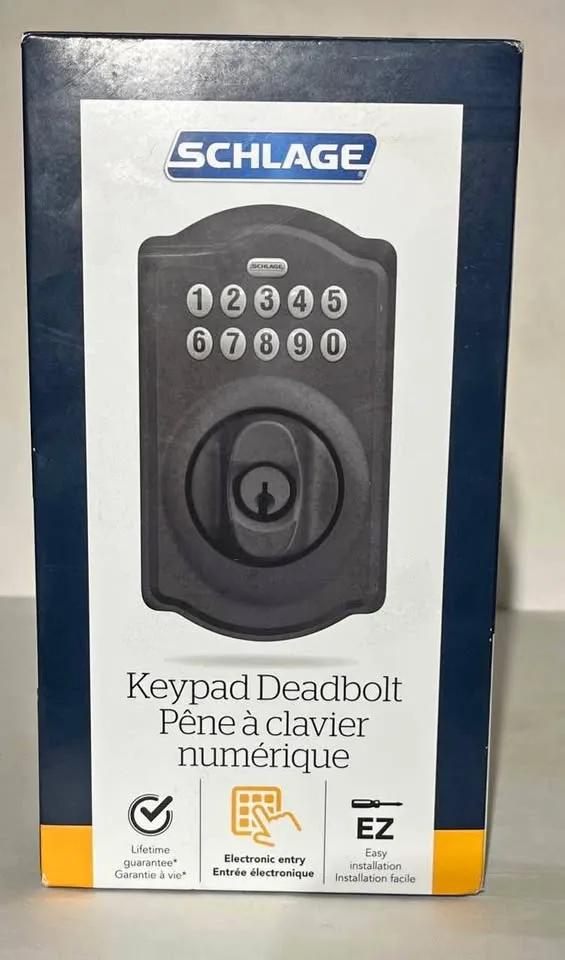 SCHLAGE
SCHLAGE
1 2 3 4 5
6 7 8 9 0
Keypad Deadbolt
Pêne à clavier
numérique
Lifetime
guarantee*
Garantie à vie*
Electronic entry
Entrée électronique
EZ
Easy
installation
Installation facile